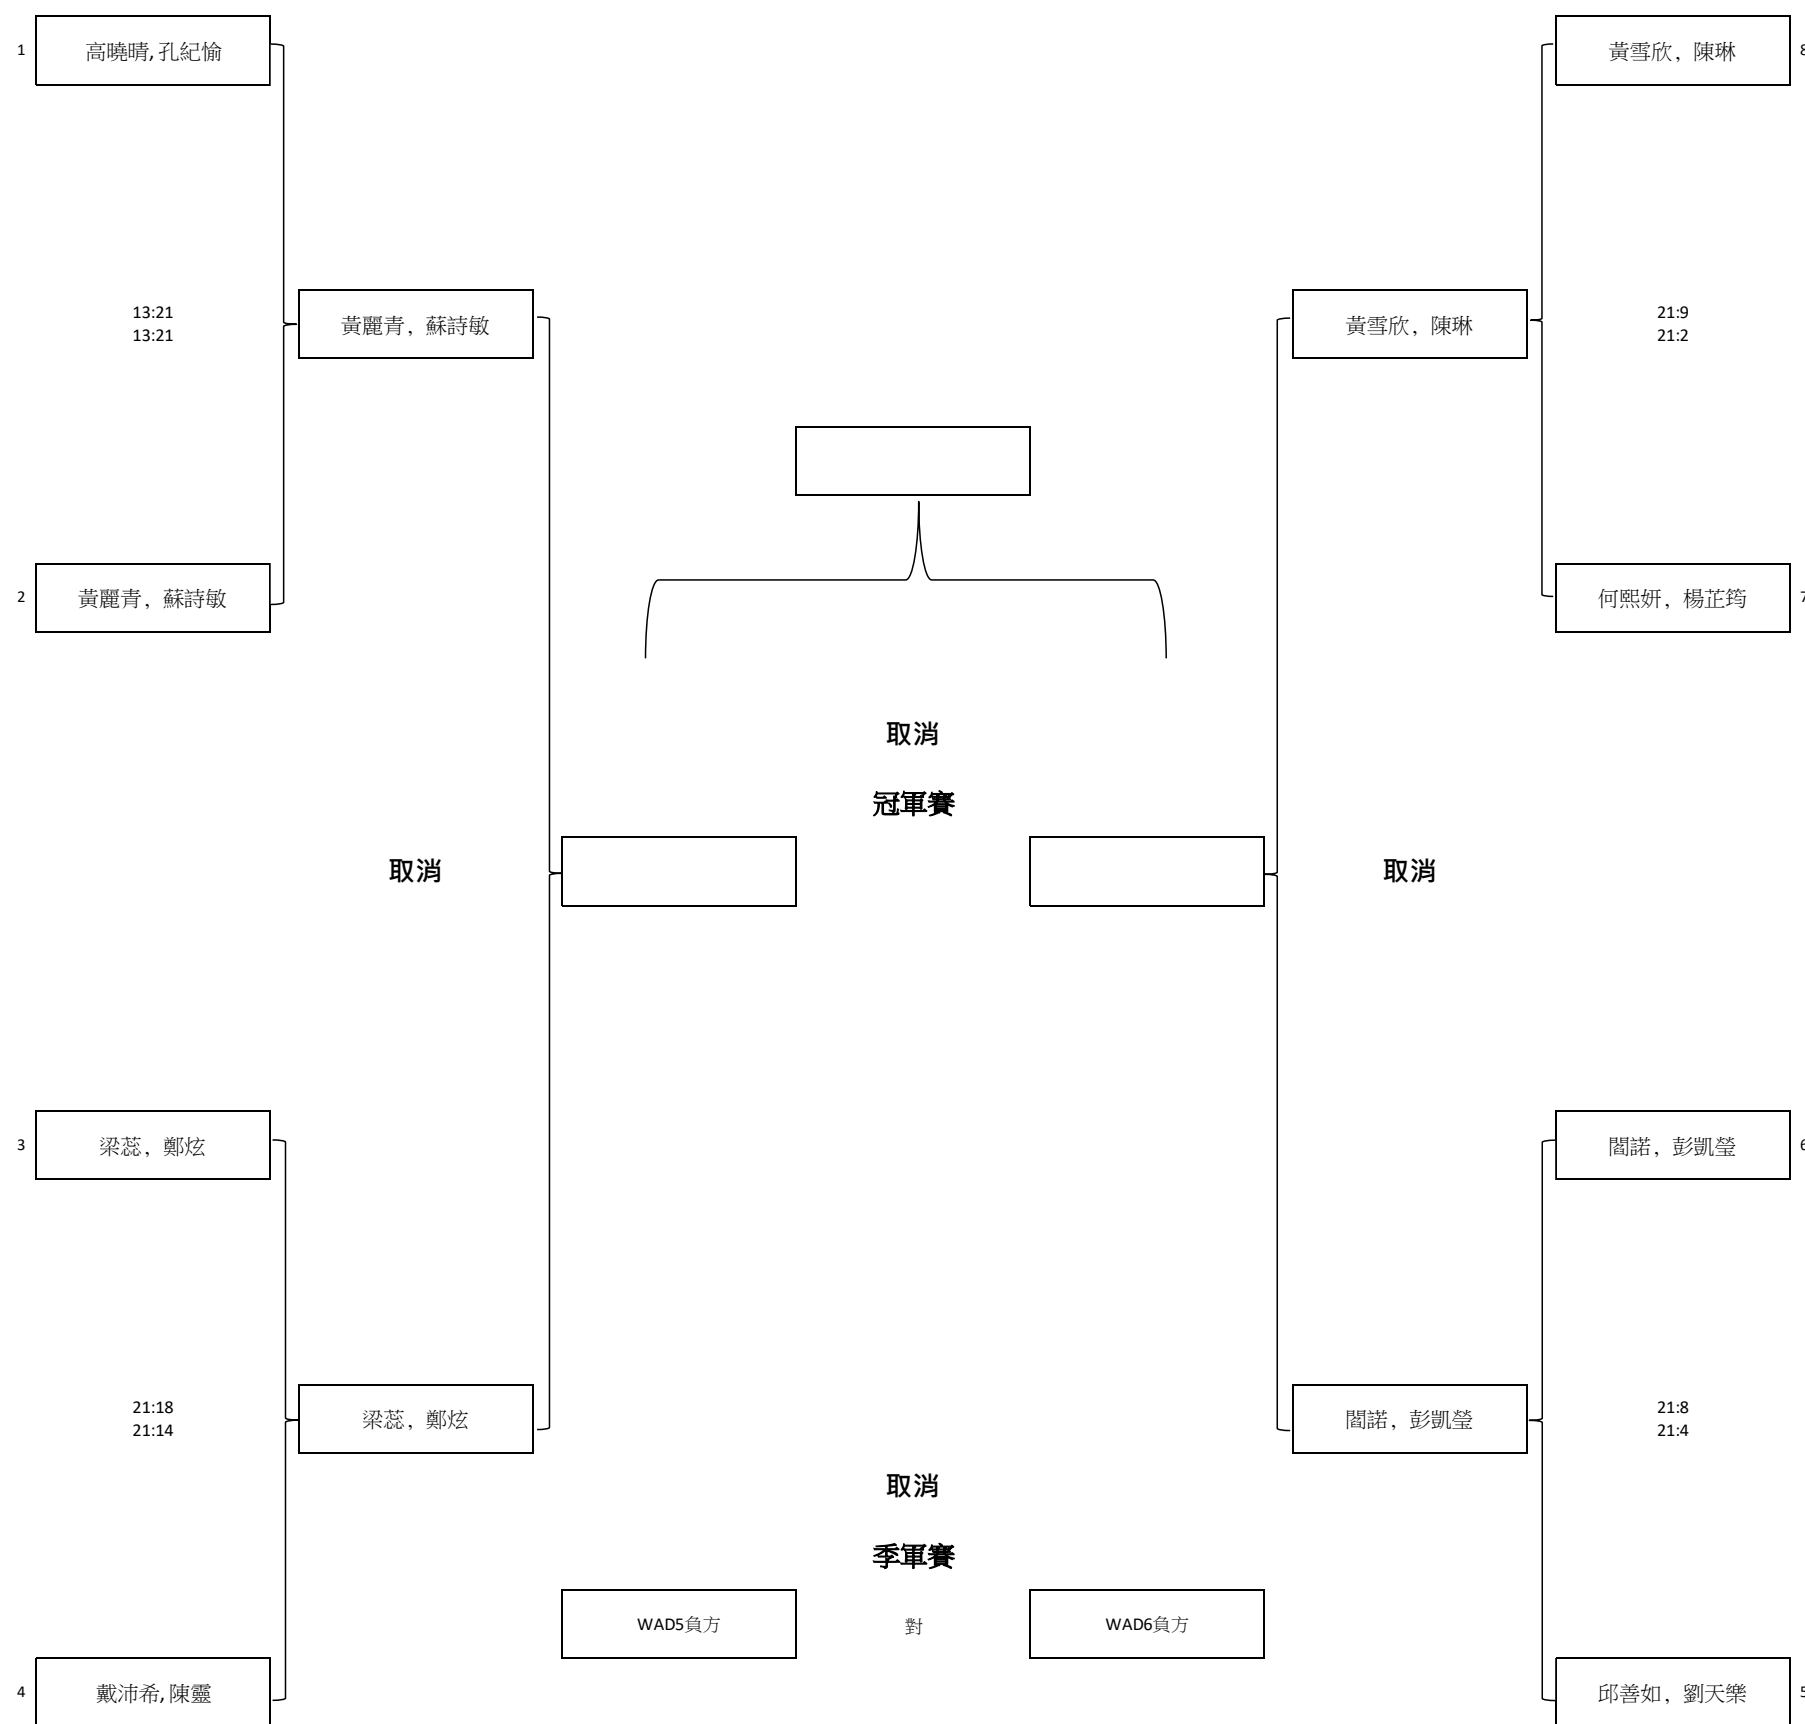 1
高曉晴, 孔紀愉
黃雪欣, 陳琳
8
13:21
13:21
黃麗青, 蘇詩敏
黃雪欣, 陳琳
21:9
21:2
2
黃麗青, 蘇詩敏
何熙妍, 楊芷筠
7
取消
冠軍賽
取消
取消
3
梁蕊, 鄭炫
閻諾, 彭凱瑩
6
21:18
21:14
梁蕊, 鄭炫
閻諾, 彭凱瑩
21:8
21:4
取消
季軍賽
WAD5負方
對
WAD6負方
4
戴沛希, 陳靈
邱善如, 劉天樂
5